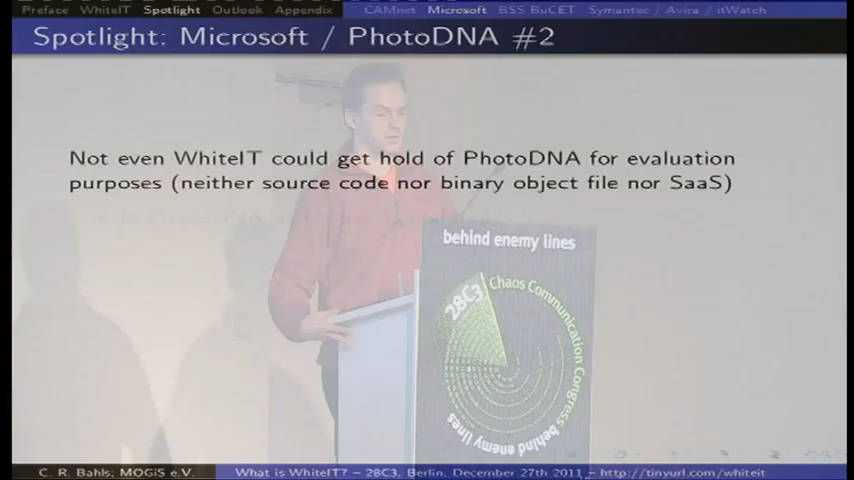 Preface WhiteIT Spotlight Outlook Appendix CAMnet Microsoft BSS BuCET Symantec / Avira / itWatch
Spotlight: Microsoft / PhotoDNA #2
Not even WhiteIT could get hold of PhotoDNA for evaluation
purposes (neither source code nor binary object file nor SaaS)
behind enemy lines
28C3
Chaos Communication Congress
behind enemy lines
C. R. Bahls; MOGiS e.V. What is WhiteIT? – 28C3, Berlin, December 27th 2011 – http://tinyurl.com/whiteit